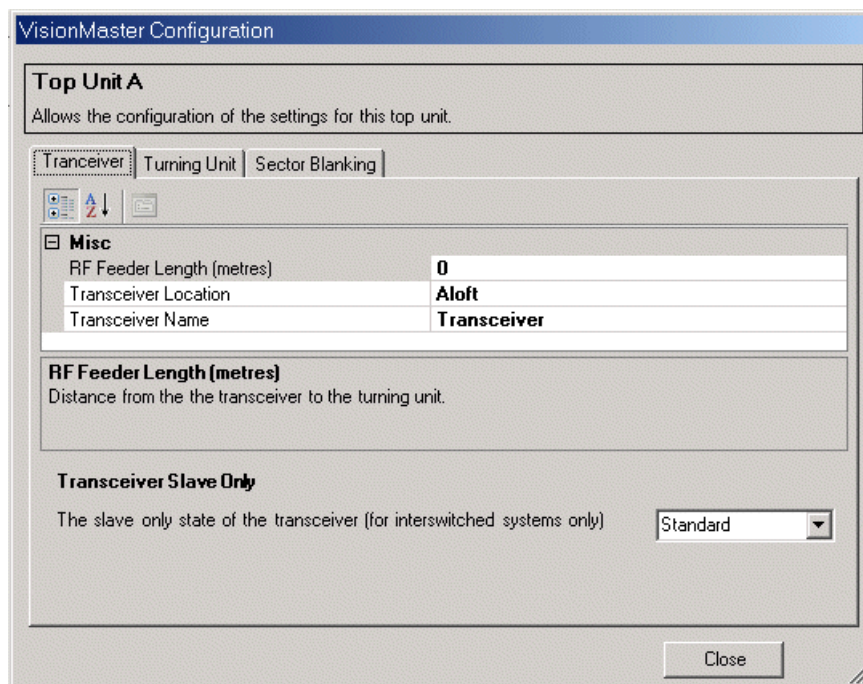 VisionMaster Configuration
Top Unit A
Allows the configuration of the settings for this top unit.
Tranceiver Turning Unit Sector Blanking
A
Z
Misc
RF Feeder Length (metres) 0
Transceiver Location Aloft
Transceiver Name Transceiver
RF Feeder Length (metres)
Distance from the the transceiver to the turning unit.
Transceiver Slave Only
The slave only state of the transceiver (for interswitched systems only) Standard
Close